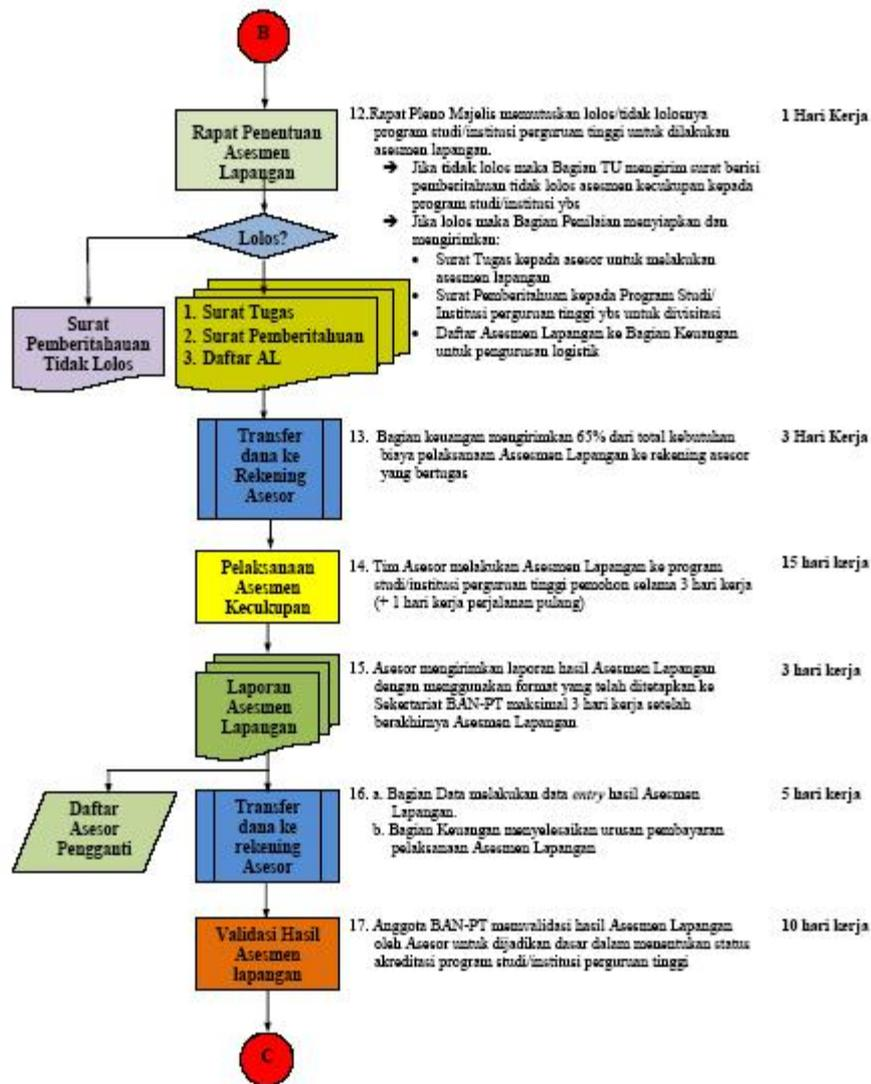 B
Rapat Penentuan
Asesmen
Lapangan
12.Rapat Pleno Majelis memutuskan lolos/tidak lolosnya
program studi/institusi perguruan tinggi untuk dilakukan
asesmen lapangan.
➔ Jika tidak lolos maka Bagian TU mengirim surat berisi
pemberitahuan tidak lolos asesmen kecukupan kepada
program studi/institusi ybs
➔ Jika lolos maka Bagian Penilaian menyiapkan dan
mengirimkan:
• Surat Tugas kepada asesor untuk melakukan
asesmen lapangan
• Surat Pemberitahuan kepada Program Studi/
Institusi perguruan tinggi ybs untuk divisitasi
• Daftar Asesmen Lapangan ke Bagian Keuangan
untuk pengurusan logistik
1 Hari Kerja
Lolos?
Surat
Pemberitahauan
Tidak Lolos
1. Surat Tugas
2. Surat Pemberitahuan
3. Daftar AL
Transfer
dana ke
Rekening
Asesor
13. Bagian keuangan mengirimkan 65% dari total kebutuhan
biaya pelaksanaan Assesmen Lapangan ke rekening asesor
yang bertugas
3 Hari Kerja
Pelaksanaan
Asesmen
Kecukupan
14. Tim Asesor melakukan Asesmen Lapangan ke program
studi/institusi perguruan tinggi pemohon selama 3 hari kerja
(+ 1 hari kerja perjalanan pulang)
15 hari kerja
Laporan
Asesmen
Lapangan
15. Asesor mengirimkan laporan hasil Asesmen Lapangan
dengan menggunakan format yang telah ditetapkan ke
Sekertariat BAN-PT maksimal 3 hari kerja setelah
berakhirnya Asesmen Lapangan
3 hari kerja
Daftar
Asesor
Pengganti
Transfer
dana ke
rekening
Asesor
16. a. Bagian Data melakukan data entry hasil Asesmen
Lapangan.
b. Bagian Keuangan menyelesaikan urusan pembayaran
pelaksanaan Asesmen Lapangan
5 hari kerja
Validasi Hasil
Asesmen
lapangan
17. Anggota BAN-PT memvalidasi hasil Asesmen Lapangan
oleh Asesor untuk dijadikan dasar dalam menentukan status
akreditasi program studi/institusi perguruan tinggi
10 hari kerja
C